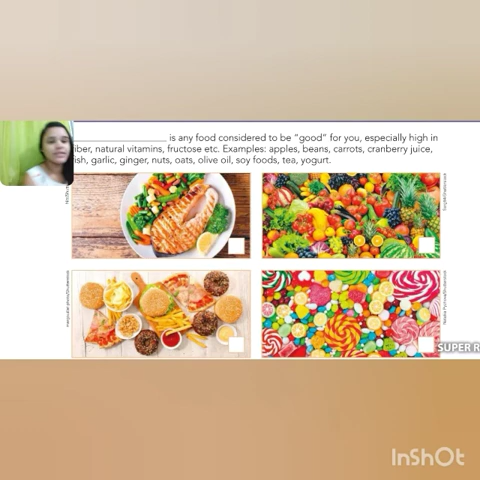 _________________ is any food considered to be "good" for you, especially high in
fiber, natural vitamins, fructose etc. Examples: apples, beans, carrots, cranberry juice,
fish, garlic, ginger, nuts, oats, olive oil, soy foods, tea, yogurt.
SUPER R
InShOt